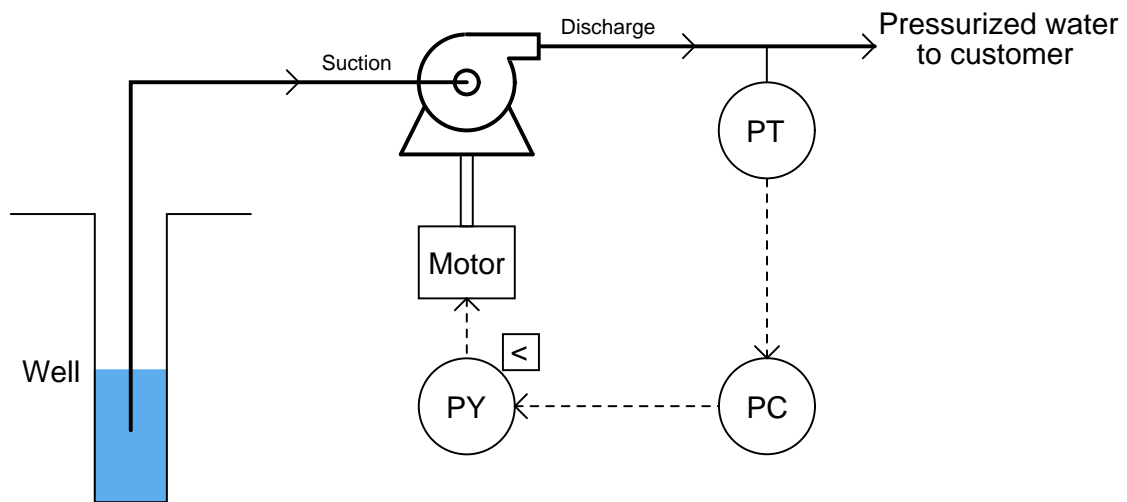 Suction
Discharge
Pressurized water
to customer
PT
Motor
Well
<
PY
PC